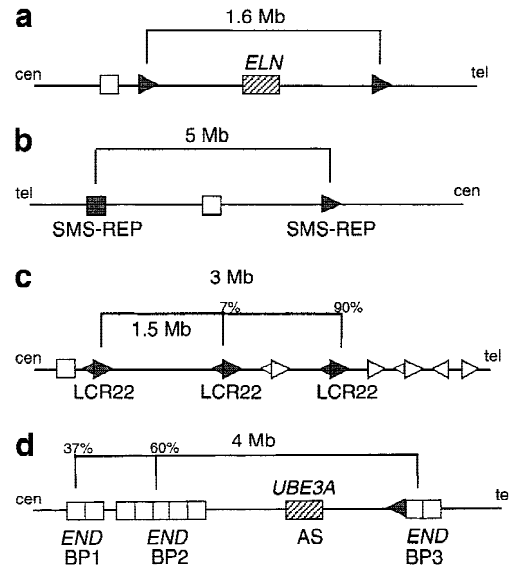 a
1.6 Mb
cen
ELN
tel
b
5 Mb
tel
cen
SMS-REP
SMS-REP
c
3 Mb
7%
90%
1.5 Mb
cen
tel
LCR22
LCR22
LCR22
d
37%
60%
4 Mb
cen
UBE3A
te
END
BP1
END
BP2
AS
END
BP3